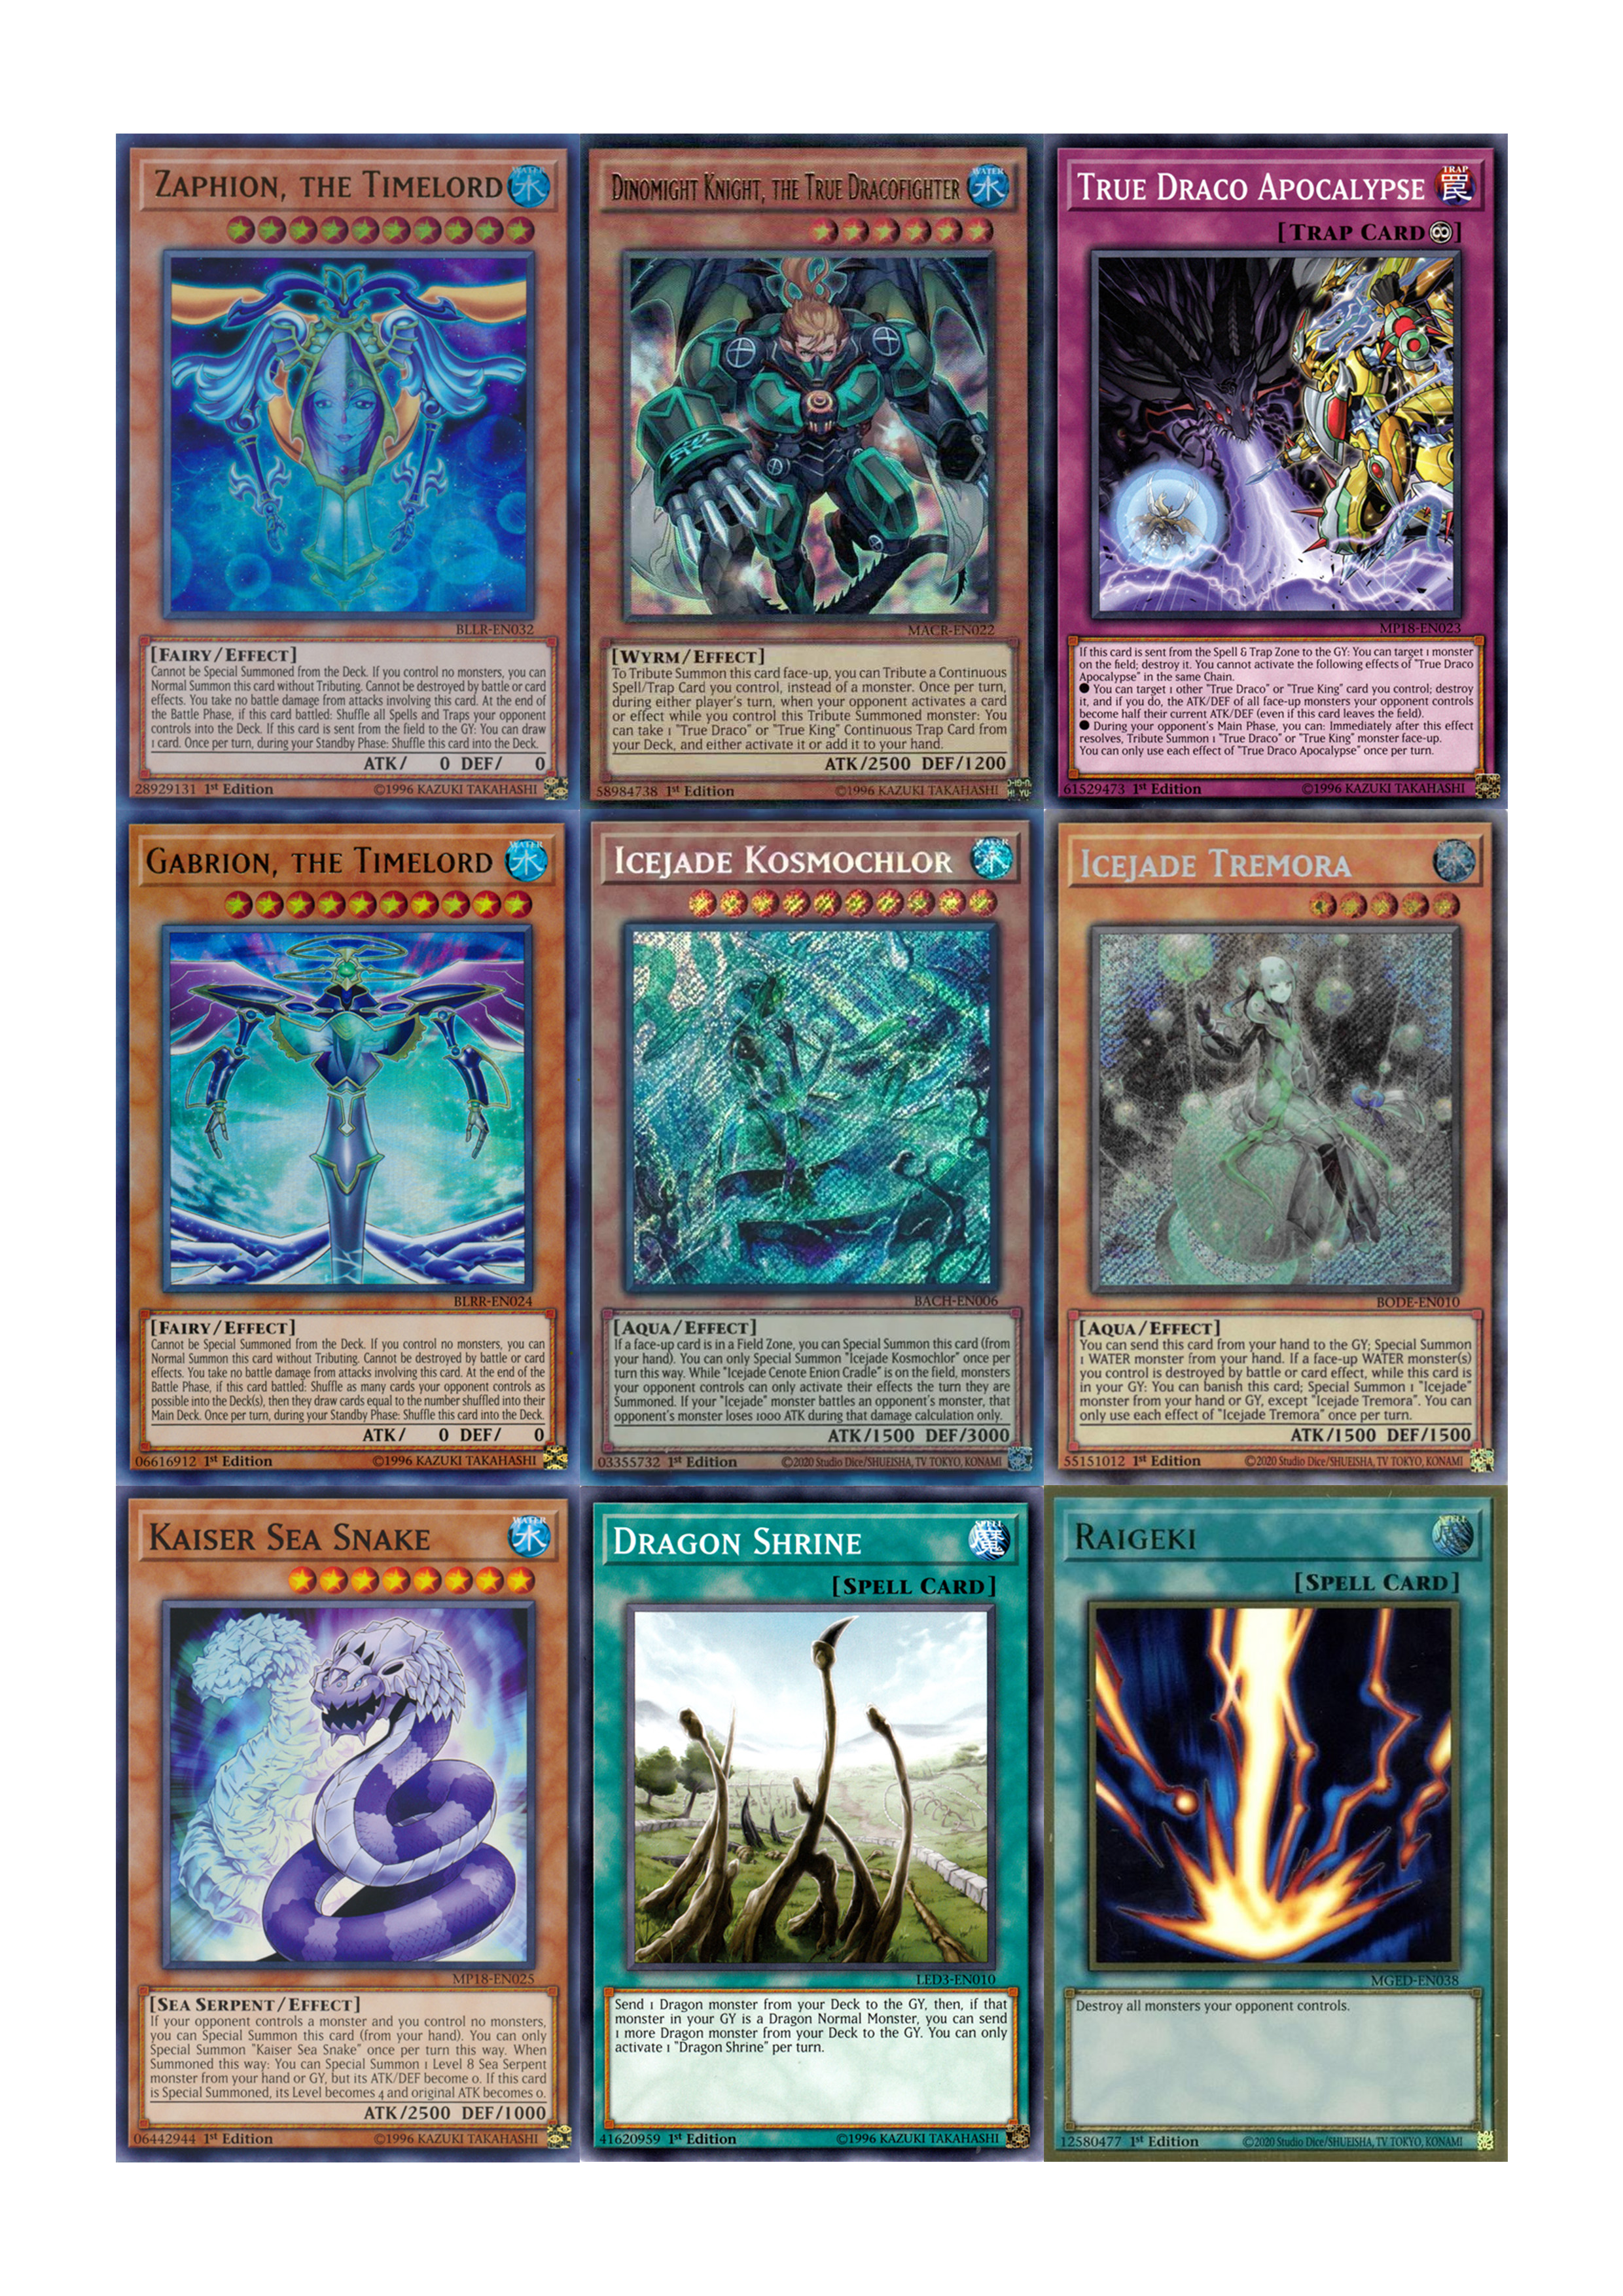 ZAPHION, THE TIMELORD
WATER
水
BLLR-EN032
[FAIRY/EFFECT]
Cannot be Special Summoned from the Deck. If you control no monsters, you can
Normal Summon this card without Tributing. Cannot be destroyed by battle or card
effects. You take no battle damage from attacks involving this card. At the end of
the Battle Phase, if this card battled: Shuffle all Spells and Traps your opponent
controls into the Deck. If this card is sent from the field to the GY: You can draw
1 card. Once per turn, during your Standby Phase: Shuffle this card into the Deck.
ATK/ 0 DEF/ 0
28929131 1st Edition ©1996 KAZUKI TAKAHASHI
DINOMIGHT KNIGHT, THE TRUE DRACOFIGHTER
WATER
水
MACR-EN022
[WYRM/EFFECT]
To Tribute Summon this card face-up, you can Tribute a Continuous
Spell/Trap Card you control, instead of a monster. Once per turn,
during either player's turn, when your opponent activates a card
or effect while you control this Tribute Summoned monster: You
can take 1 "True Draco" or "True King" Continuous Trap Card from
your Deck, and either activate it or add it to your hand.
ATK/2500 DEF/1200
58984738 1st Edition ©1996 KAZUKI TAKAHASHI
TRUE DRACO APOCALYPSE
TRAP
罠
[TRAP CARD ]
MP18-EN023
If this card is sent from the Spell & Trap Zone to the GY: You can target 1 monster
on the field; destroy it. You cannot activate the following effects of "True Draco
Apocalypse" in the same Chain.
● You can target 1 other "True Draco" or "True King" card you control; destroy
it, and if you do, the ATK/DEF of all face-up monsters your opponent controls
become half their current ATK/DEF (even if this card leaves the field).
● During your opponent's Main Phase, you can: Immediately after this effect
resolves, Tribute Summon 1 "True Draco" or "True King" monster face-up.
You can only use each effect of "True Draco Apocalypse" once per turn.
61529473 1st Edition ©1996 KAZUKI TAKAHASHI
GABRION, THE TIMELORD
WATER
水
BLRR-EN024
[FAIRY/EFFECT]
Cannot be Special Summoned from the Deck. If you control no monsters, you can
Normal Summon this card without Tributing. Cannot be destroyed by battle or card
effects. You take no battle damage from attacks involving this card. At the end of the
Battle Phase, if this card battled: Shuffle as many cards your opponent controls as
possible into the Deck(s), then they draw cards equal to the number shuffled into their
Main Deck. Once per turn, during your Standby Phase: Shuffle this card into the Deck.
ATK/ 0 DEF/ 0
06616912 1st Edition ©1996 KAZUKI TAKAHASHI
ICEJADE KOSMOCHLOR
WATER
水
BACH-EN006
[AQUA/EFFECT]
If a face-up card is in a Field Zone, you can Special Summon this card (from
your hand). You can only Special Summon "Icejade Kosmochlor" once per
turn this way. While "Icejade Cenote Enion Cradle" is on the field, monsters
your opponent controls can only activate their effects the turn they are
Summoned. If your "Icejade" monster battles an opponent's monster, that
opponent's monster loses 1000 ATK during that damage calculation only.
ATK/1500 DEF/3000
03355732 1st Edition ©2020 Studio Dice/SHUEISHA, TV TOKYO, KONAMI
ICEJADE TREMORA
BODE-EN010
[AQUA/EFFECT]
You can send this card from your hand to the GY; Special Summon
1 WATER monster from your hand. If a face-up WATER monster(s)
you control is destroyed by battle or card effect, while this card is
in your GY: You can banish this card; Special Summon 1 "Icejade"
monster from your hand or GY, except "Icejade Tremora". You can
only use each effect of "Icejade Tremora" once per turn.
ATK/1500 DEF/1500
55151012 1st Edition ©2020 Studio Dice/SHUEISHA, TV TOKYO, KONAMI
KAISER SEA SNAKE
WATER
水
MP18-EN025
[SEA SERPENT/EFFECT]
If your opponent controls a monster and you control no monsters,
you can Special Summon this card (from your hand). You can only
Special Summon "Kaiser Sea Snake" once per turn this way. When
Summoned this way: You can Special Summon 1 Level 8 Sea Serpent
monster from your hand or GY, but its ATK/DEF become 0. If this card
is Special Summoned, its Level becomes 4 and original ATK becomes 0.
ATK/2500 DEF/1000
06442944 1st Edition ©1996 KAZUKI TAKAHASHI
DRAGON SHRINE
SPELL
魔
[SPELL CARD]
LED3-EN010
Send 1 Dragon monster from your Deck to the GY, then, if that
monster in your GY is a Dragon Normal Monster, you can send
1 more Dragon monster from your Deck to the GY. You can only
activate 1 "Dragon Shrine" per turn.
41620959 1st Edition ©1996 KAZUKI TAKAHASHI
RAIGEKI
SPELL
[SPELL CARD]
MGED-EN038
Destroy all monsters your opponent controls.
12580477 1st Edition ©2020 Studio Dice/SHUEISHA, TV TOKYO, KONAMI